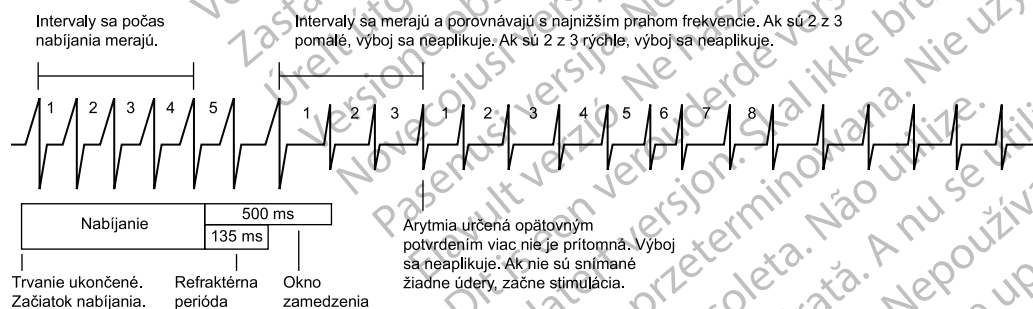 Intervaly sa počas
nabíjania merajú.
Intervaly sa merajú a porovnávajú s najnižším prahom frekvencie. Ak sú 2 z 3
pomalé, výboj sa neaplikuje. Ak sú 2 z 3 rýchle, výboj sa neaplikuje.
1 2 3 4 5 1 2 3 1 2 3 4 5 6 7 8
Nabíjanie
500 ms
135 ms
Trvanie ukončené.
Začiatok nabíjania.
Refraktérna
perióda
Okno
zamedzenia
Arytmia určená opätovným
potvrdením viac nie je prítomná. Výboj
sa neaplikuje. Ak nie sú snímané
žiadne údery, začne stimulácia.